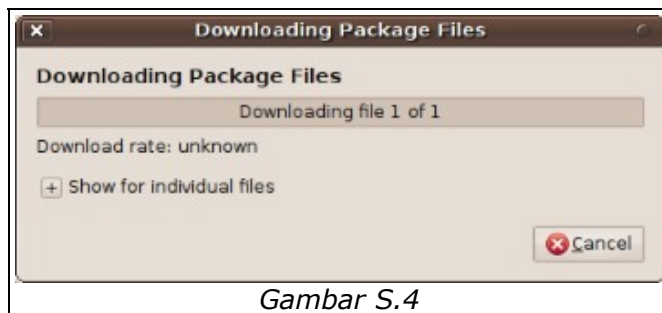 Downloading Package Files
Downloading Package Files
Downloading file 1 of 1
Download rate: unknown
Show for individual files
Cancel
Gambar S.4